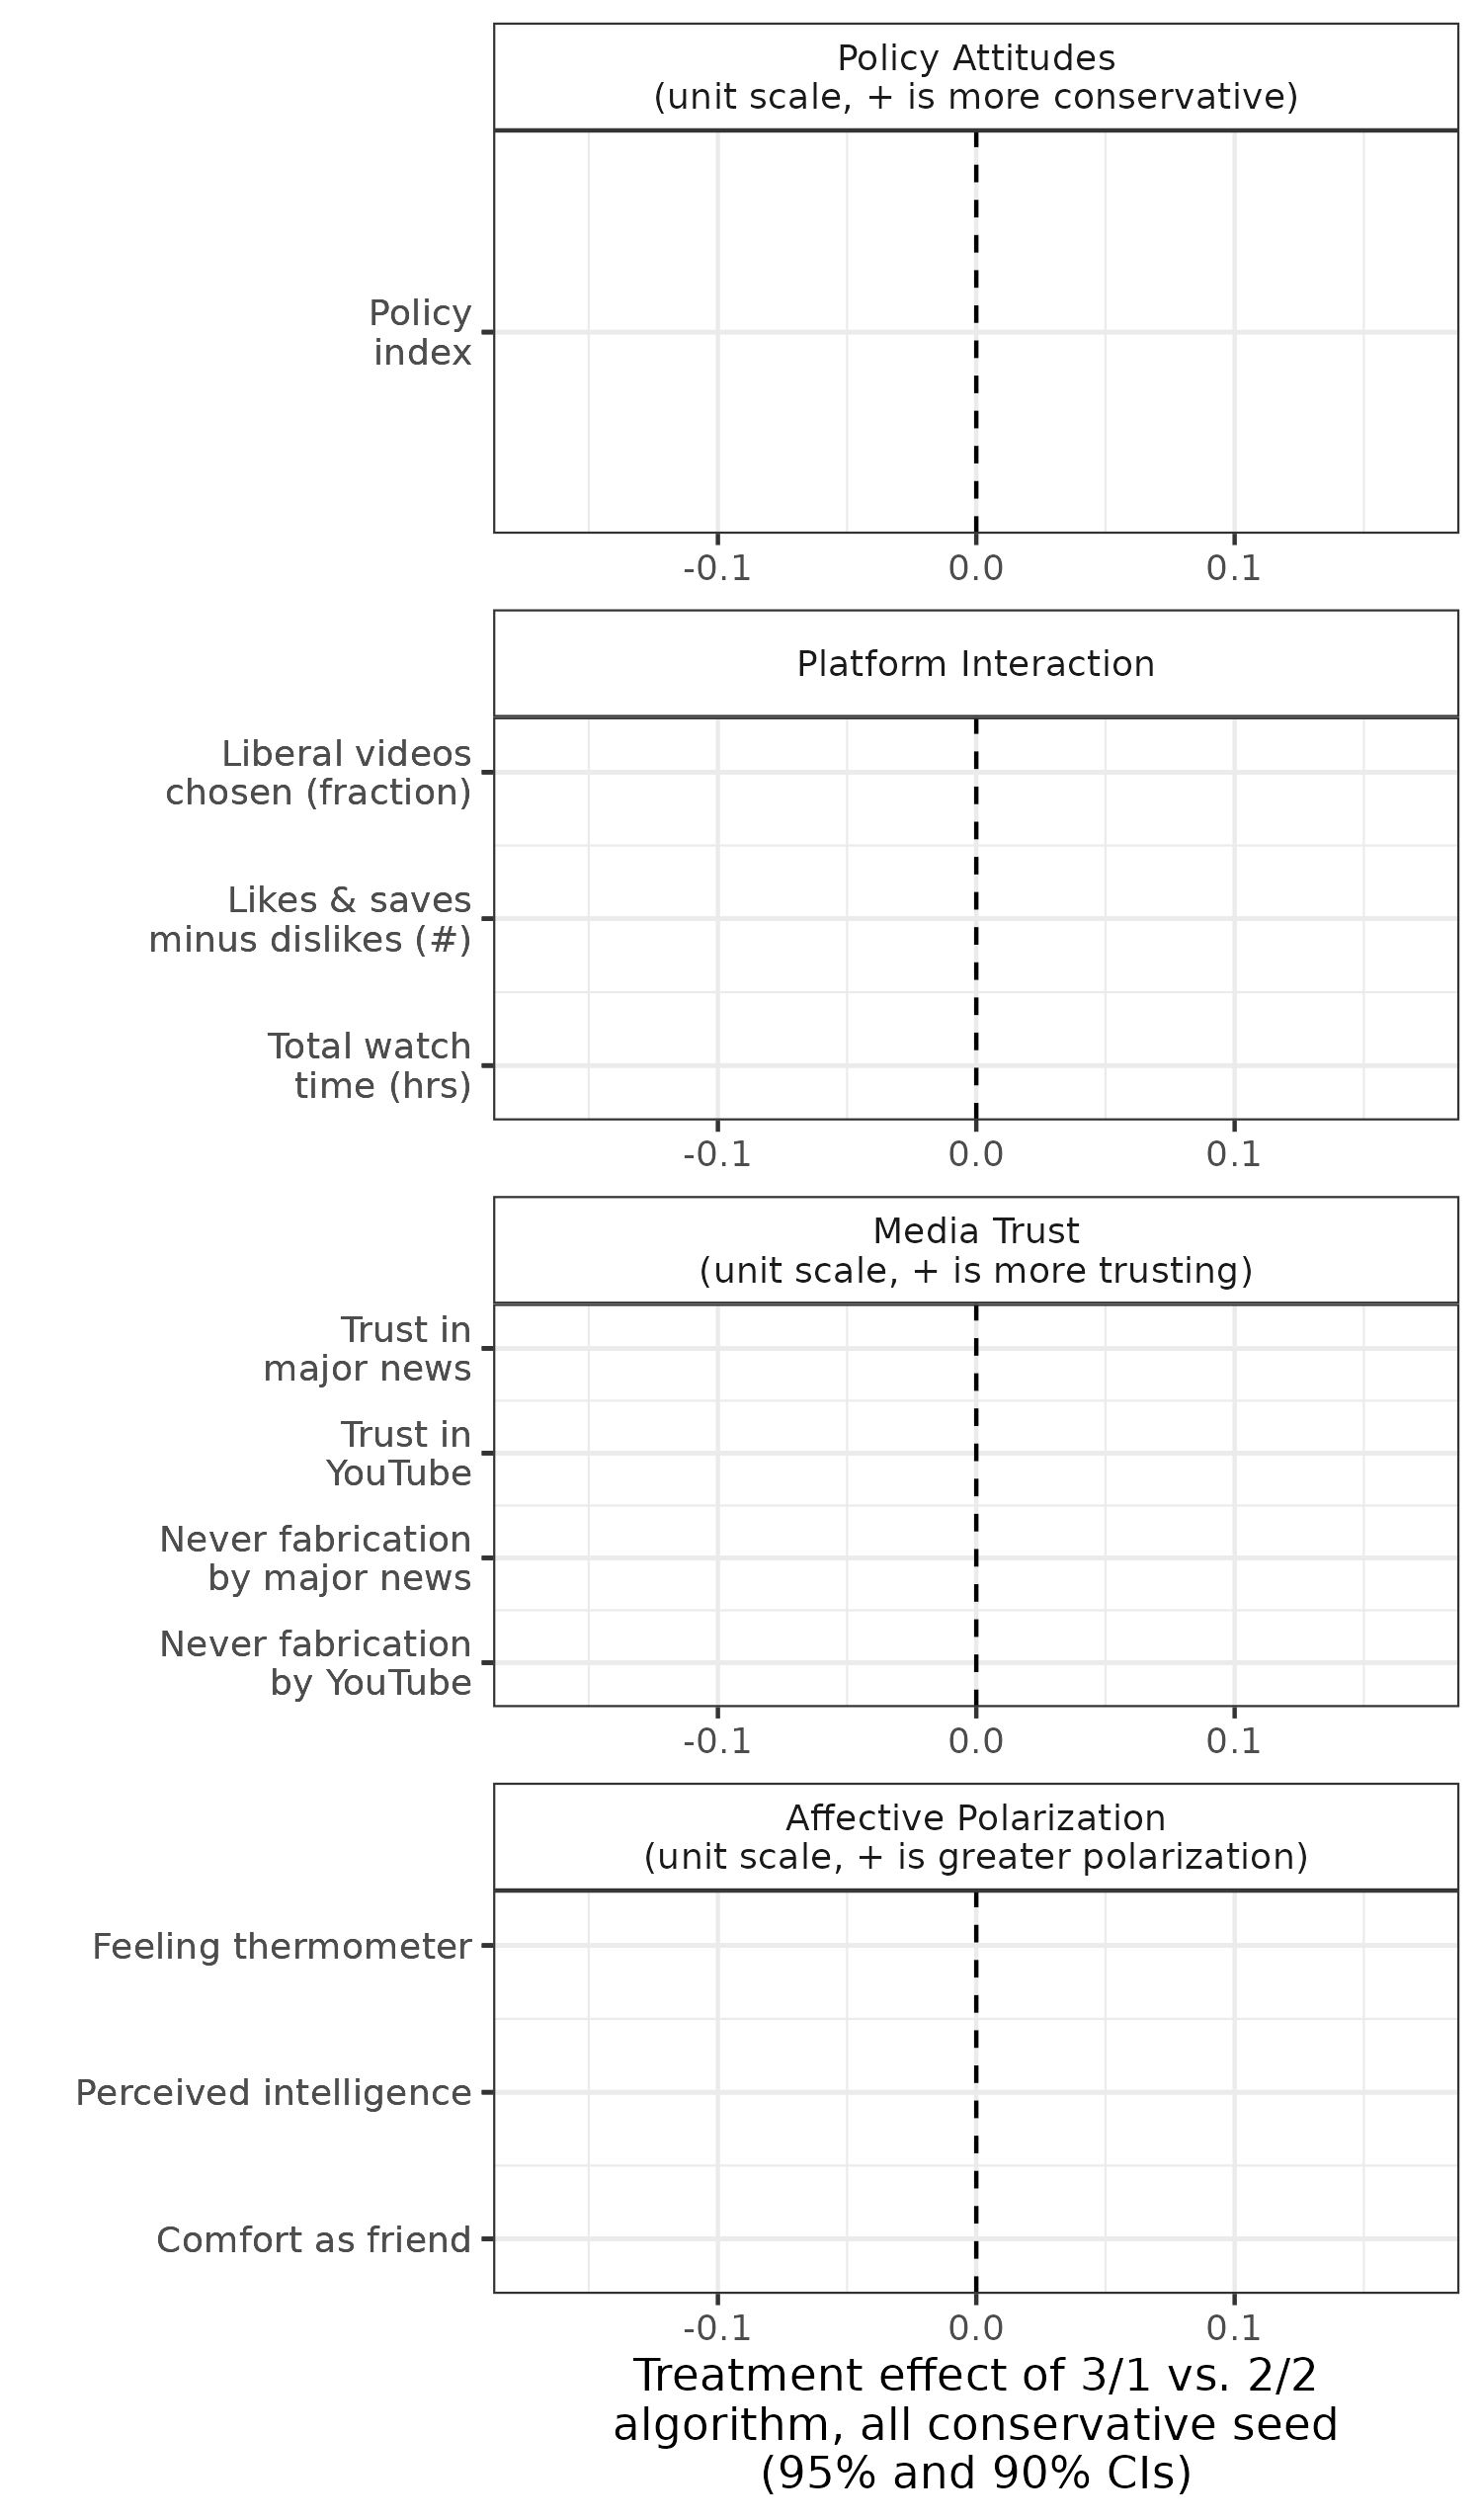 Policy Attitudes
(unit scale, + is more conservative)
Policy
index
-0.1 0.0 0.1
Platform Interaction
Liberal videos
chosen (fraction)
Likes & saves
minus dislikes (#)
Total watch
time (hrs)
-0.1 0.0 0.1
Media Trust
(unit scale, + is more trusting)
Trust in
major news
Trust in
YouTube
Never fabrication
by major news
Never fabrication
by YouTube
-0.1 0.0 0.1
Affective Polarization
(unit scale, + is greater polarization)
Feeling thermometer
Perceived intelligence
Comfort as friend
-0.1 0.0 0.1
Treatment effect of 3/1 vs. 2/2
algorithm, all conservative seed
(95% and 90% CIs)